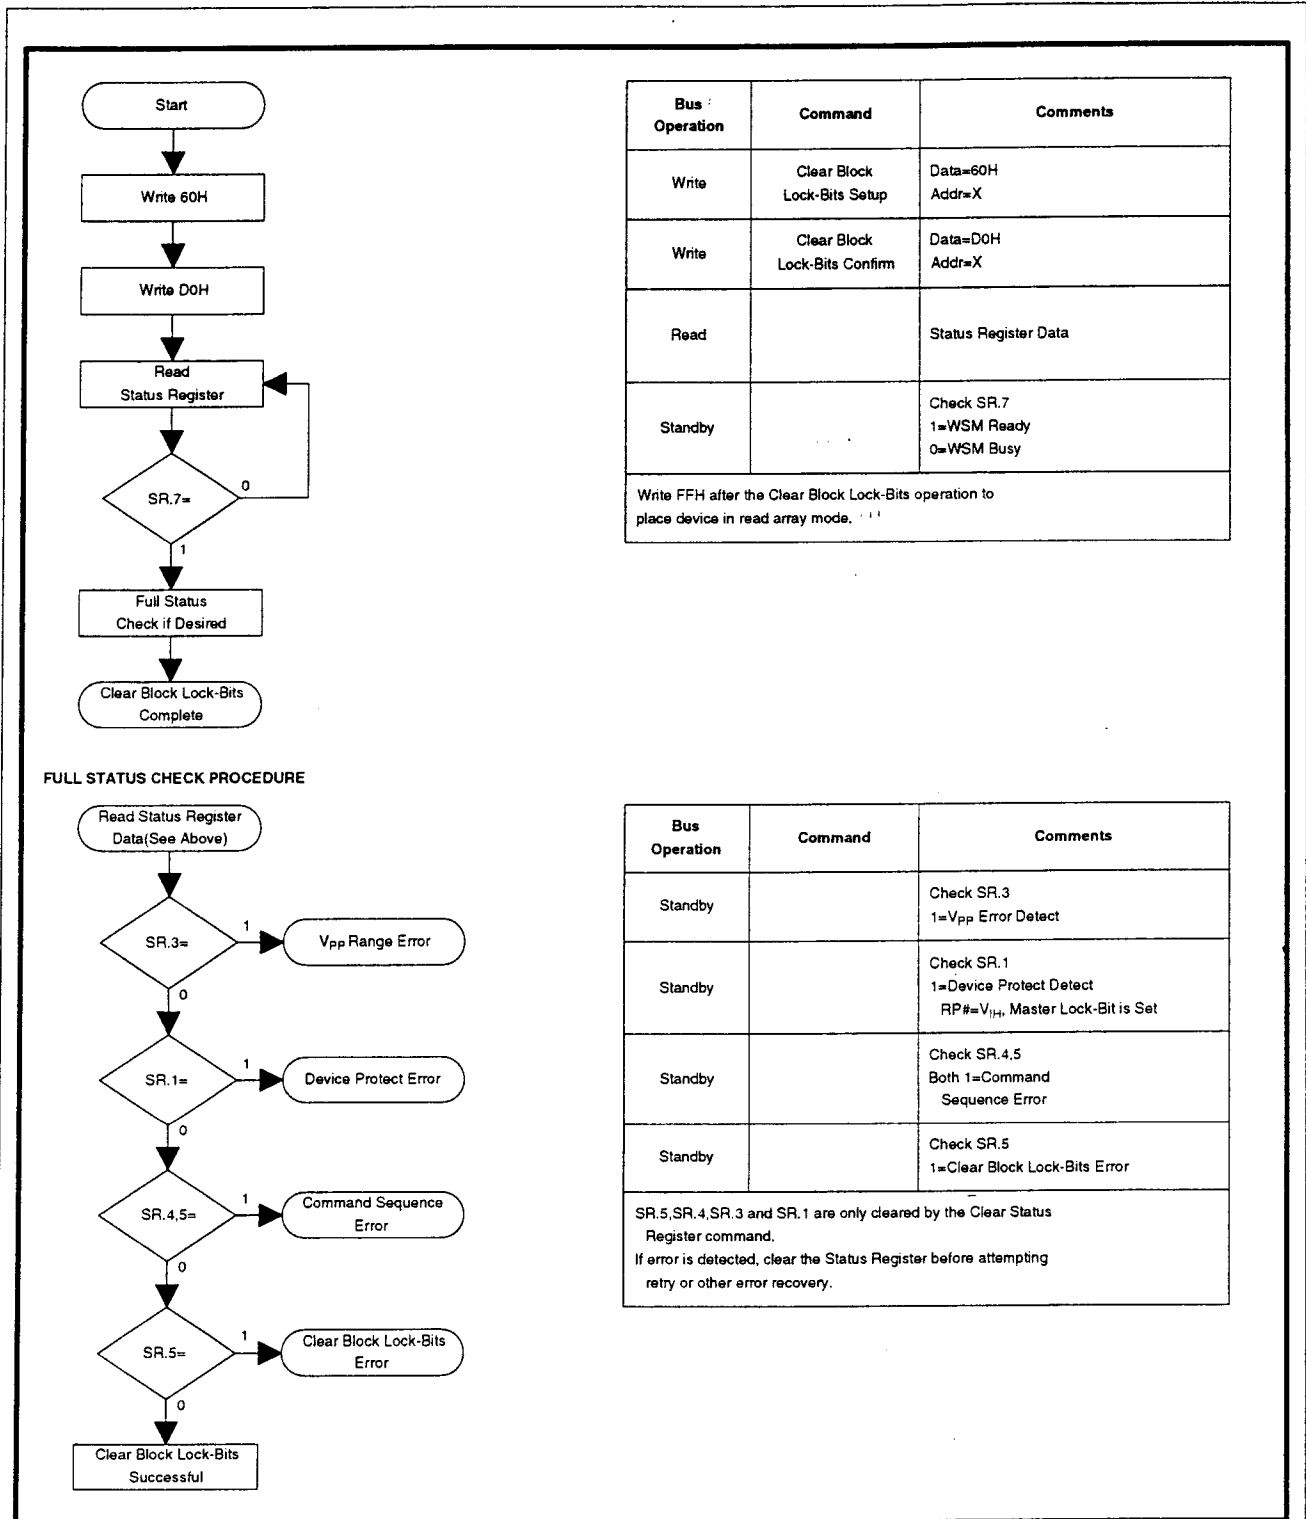 Start
Write 60H
Write D0H
Read
Status Register
SR.7=
0
1
Full Status
Check if Desired
Clear Block Lock-Bits
Complete
Bus Operation Command Comments
Write Clear Block Lock-Bits Setup Data=60H Addr=X
Write Clear Block Lock-Bits Confirm Data=D0H Addr=X
Read Status Register Data
Standby Check SR.7
1=WSM Ready
0=WSM Busy
Write FFH after the Clear Block Lock-Bits operation to
place device in read array mode.
FULL STATUS CHECK PROCEDURE
Read Status Register
Data(See Above)
SR.3=
1
VPP Range Error
0
SR.1=
1
Device Protect Error
0
SR.4,5=
1
Command Sequence
Error
0
SR.5=
1
Clear Block Lock-Bits
Error
0
Clear Block Lock-Bits
Successful
Bus Operation Command Comments
Standby Check SR.3
1=VPP Error Detect
Standby Check SR.1
1=Device Protect Detect
RP#=VIH, Master Lock-Bit is Set
Standby Check SR.4,5
Both 1=Command
Sequence Error
Standby Check SR.5
1=Clear Block Lock-Bits Error
SR.5,SR.4,SR.3 and SR.1 are only cleared by the Clear Status
Register command.
If error is detected, clear the Status Register before attempting
retry or other error recovery.